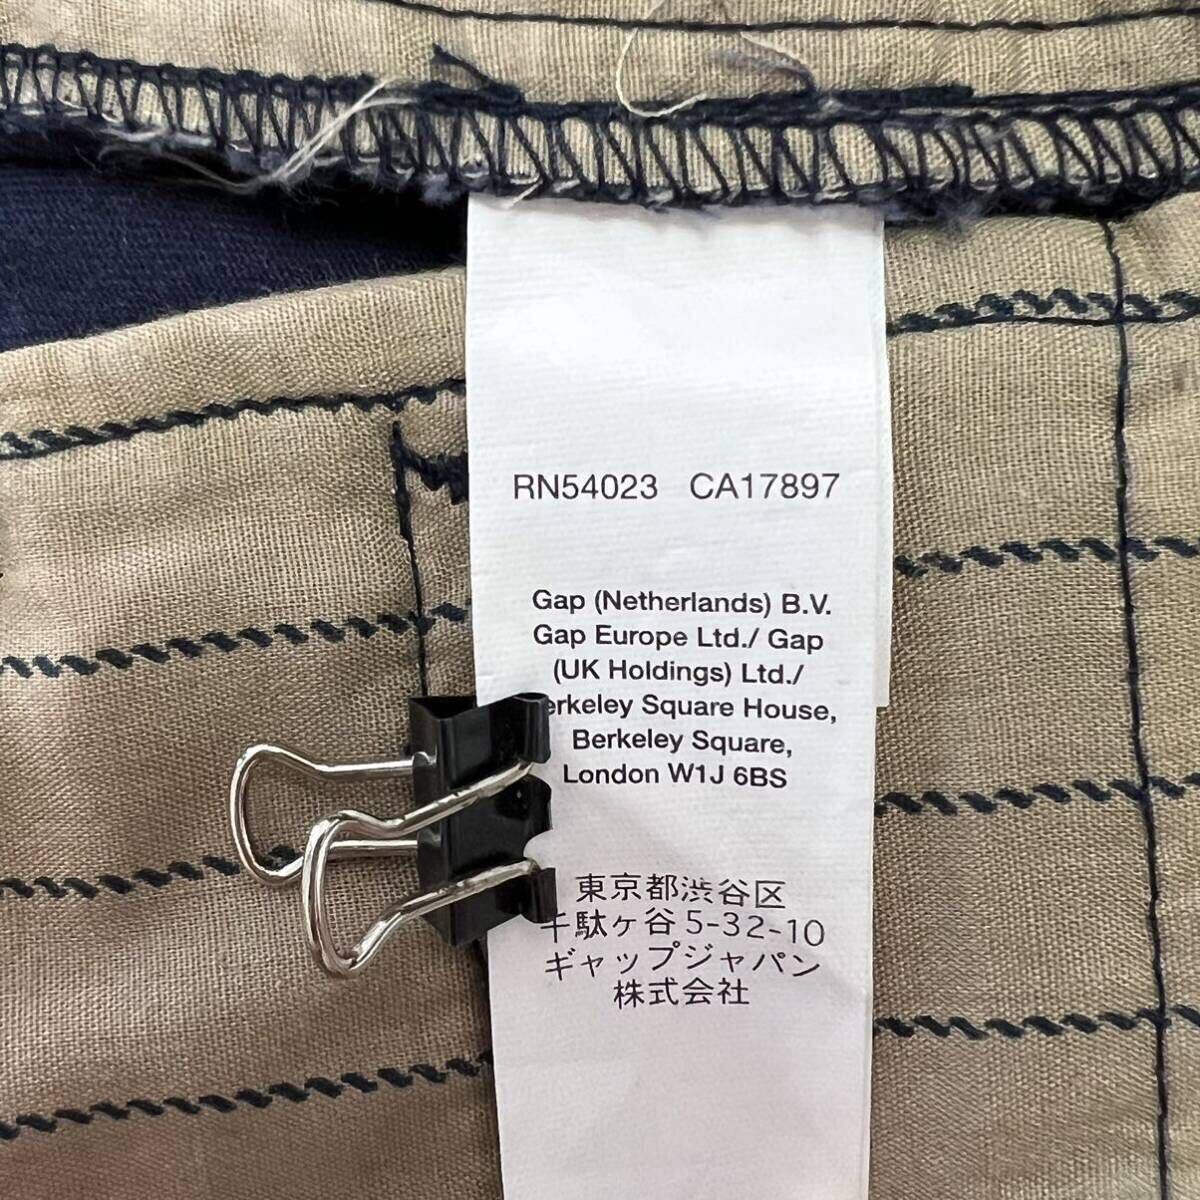 RN54023 CA17897
Gap (Netherlands) B.V.
Gap Europe Ltd./ Gap
(UK Holdings) Ltd./
Square House,
Berkeley Square,
London W1J 6BS
東京都渋谷区
千駄ヶ谷5-32-10
ギャップジャパン
株式会社